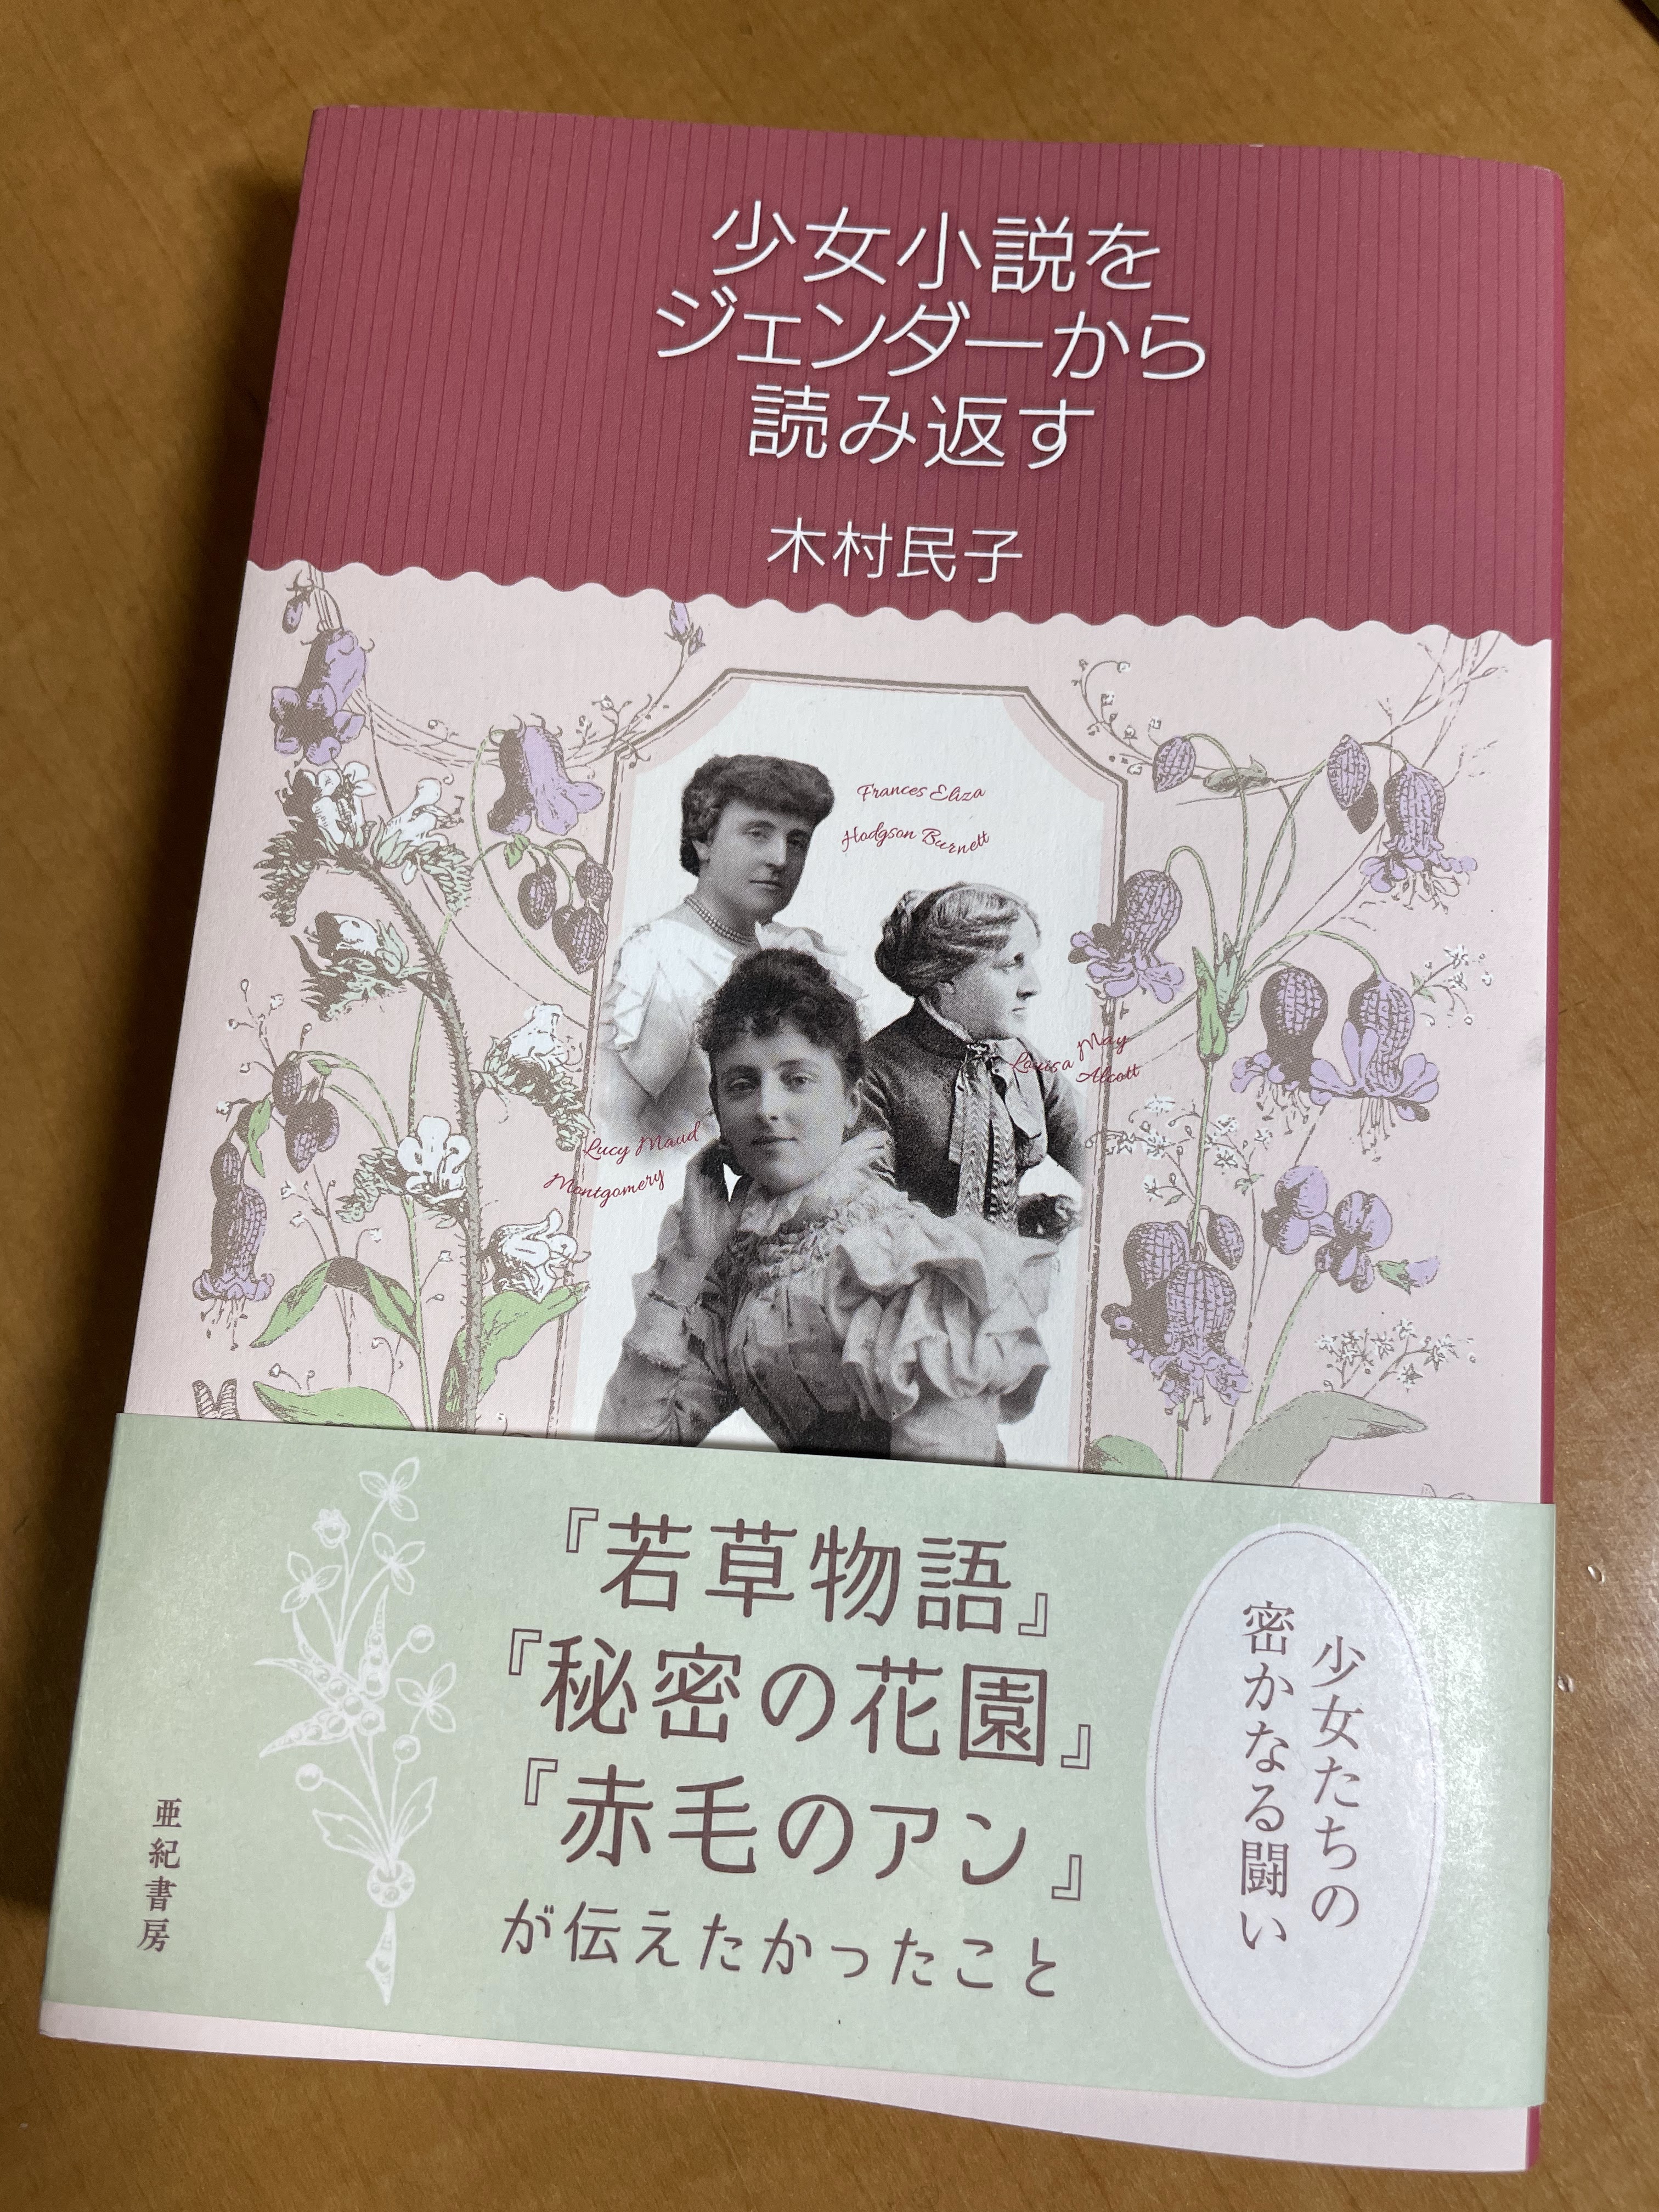 少女小説を
ジェンダーから
読み返す
木村民子
Frances Eliza
Hodgson Burnett
Louisa May
Alcott
Lucy Maud
Montgomery
『若草物語』
『秘密の花園』
『赤毛のアン』
が伝えたかったこと
少女たちの
密かなる闘い
亜紀書房